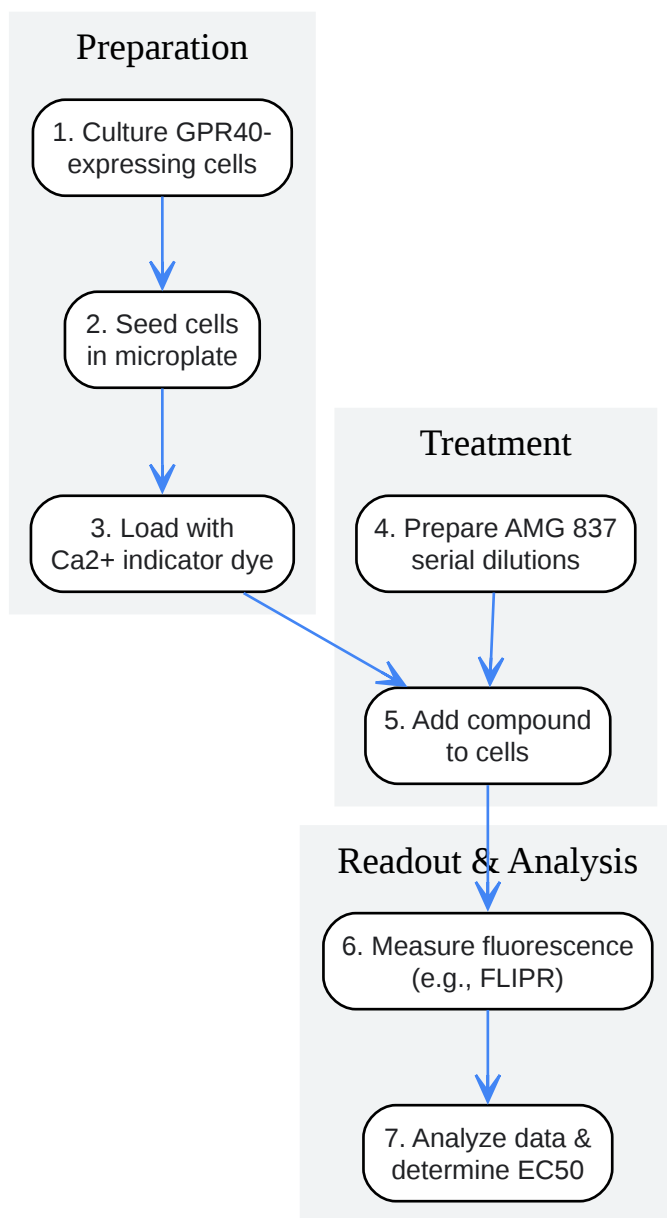 Preparation
1. Culture GPR40-
expressing cells
2. Seed cells
in microplate
3. Load with
Ca2+ indicator dye
Treatment
4. Prepare AMG 837
serial dilutions
5. Add compound
to cells
Readout & Analysis
6. Measure fluorescence
(e.g., FLIPR)
7. Analyze data &
determine EC50